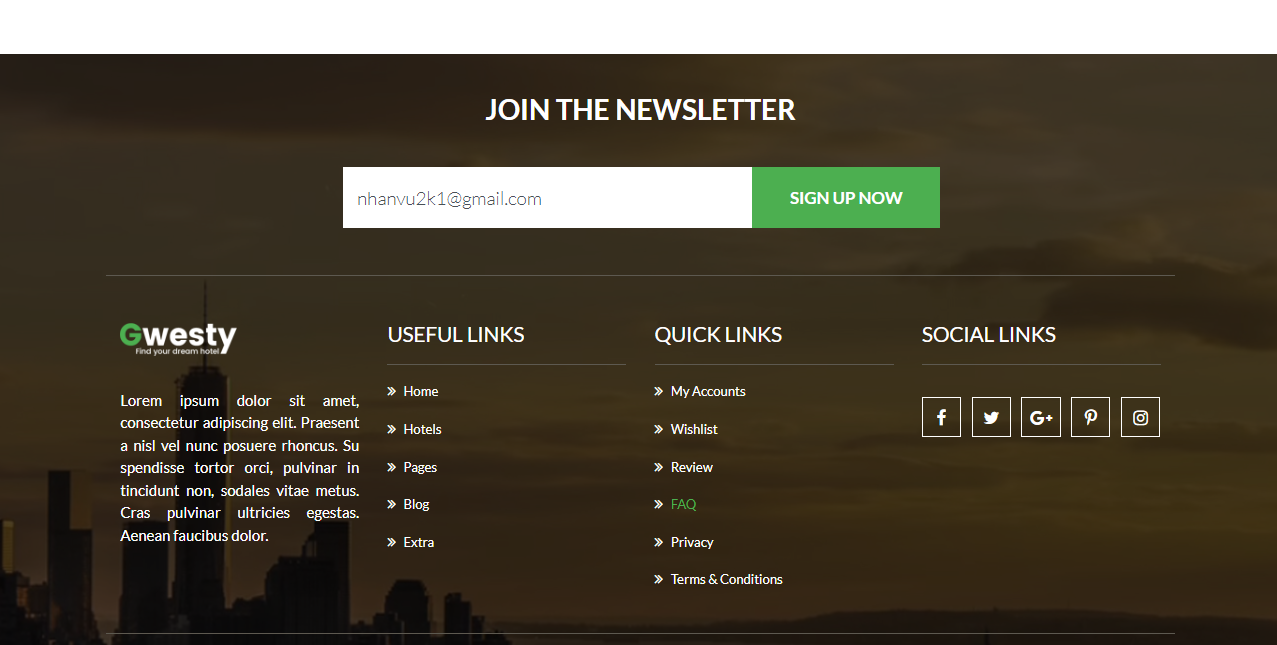 JOIN THE NEWSLETTER
nhanvu2k1@gmail.com
SIGN UP NOW
Gwesty
Find your dream hotel
Lorem ipsum dolor sit amet,
consectetur adipiscing elit. Praesent
a nisl vel nunc posuere rhoncus. Su
spendisse tortor orci, pulvinar in
tincidunt non, sodales vitae metus.
Cras pulvinar ultricies egestas.
Aenean faucibus dolor.
USEFUL LINKS
» Home
» Hotels
» Pages
» Blog
» Extra
QUICK LINKS
» My Accounts
» Wishlist
» Review
» FAQ
» Privacy
» Terms & Conditions
SOCIAL LINKS